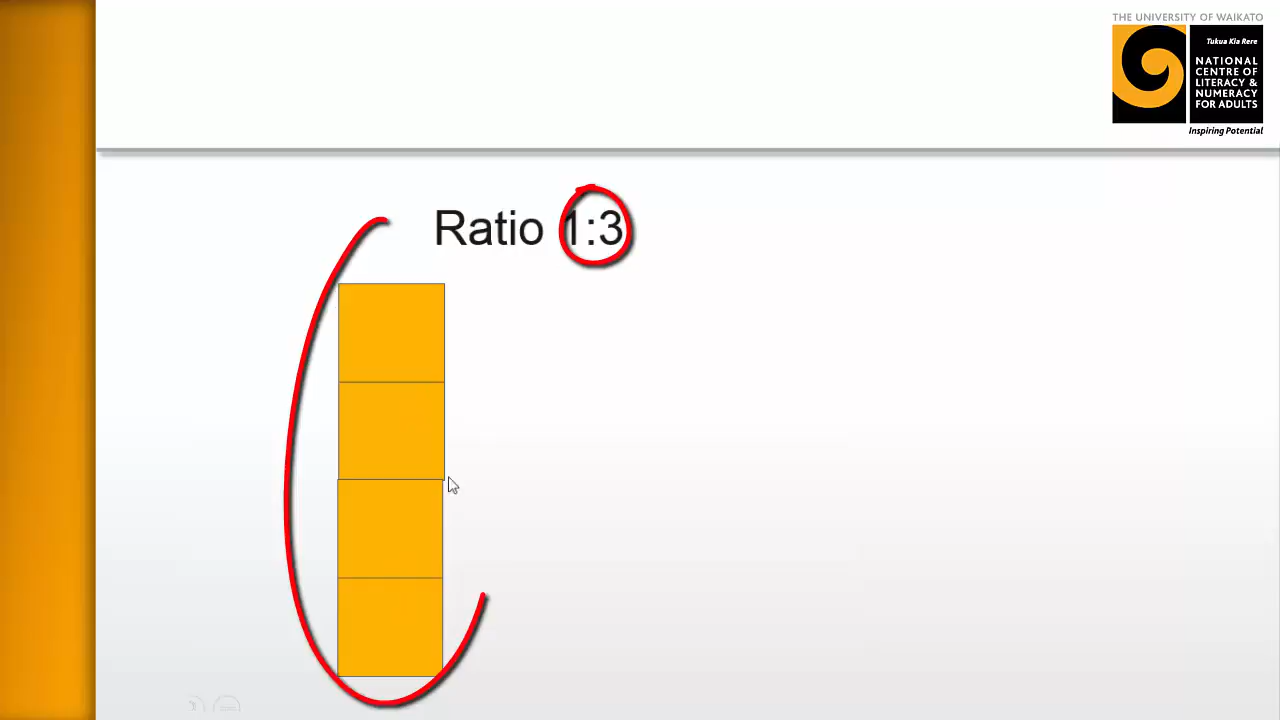 THE UNIVERSITY OF WAIKATO
Tukua Kia Rere
NATIONAL
CENTRE OF
LITERACY &
NUMERACY
FOR ADULTS
Inspiring Potential
Ratio 1:3